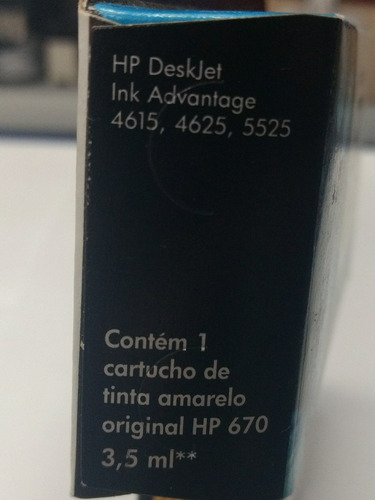 HP DeskJet
Ink Advantage
4615, 4625, 5525
Contém 1
cartucho de
tinta amarelo
original HP 670
3,5 ml**